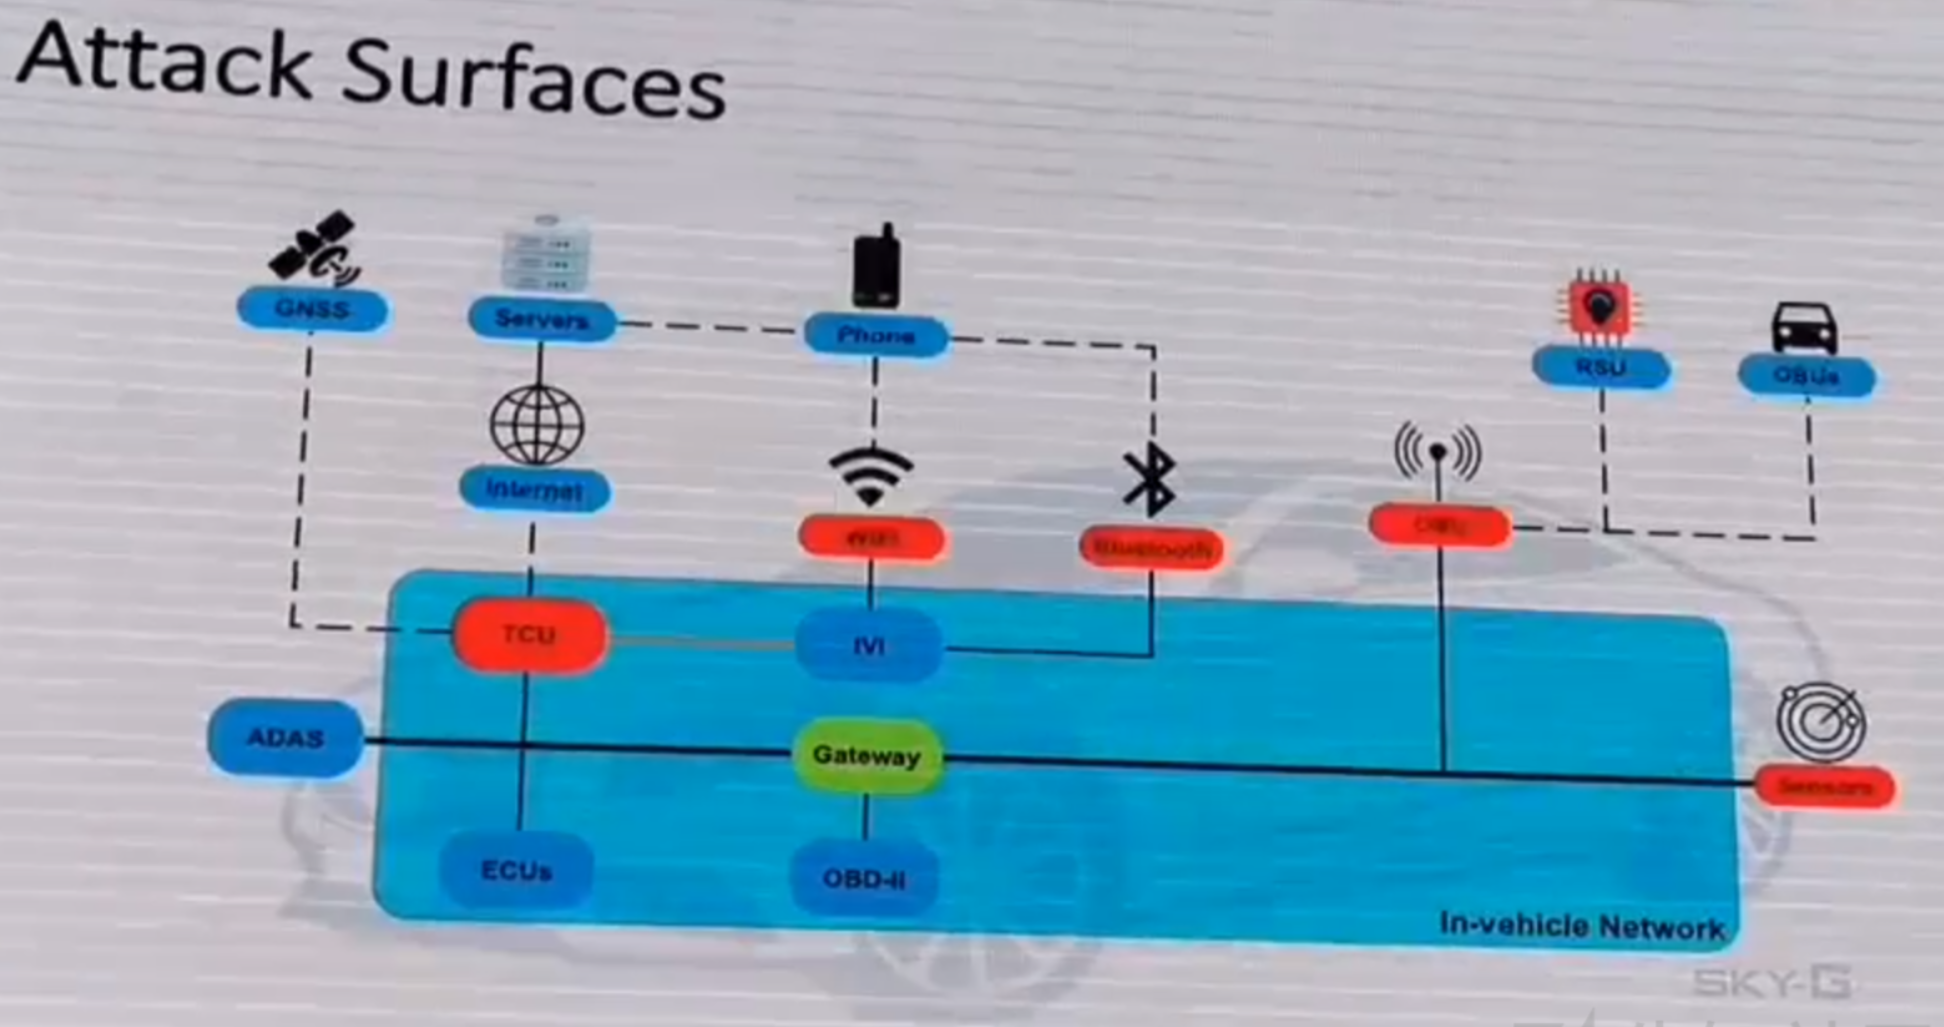 Attack Surfaces
GNSS
Servers
Phone
RSU
OBUs
Internet
WiFi
Bluetooth
TCU
IVI
ADAS
Gateway
Sensors
ECUs
OBD-II
In-vehicle Network
SKY-G